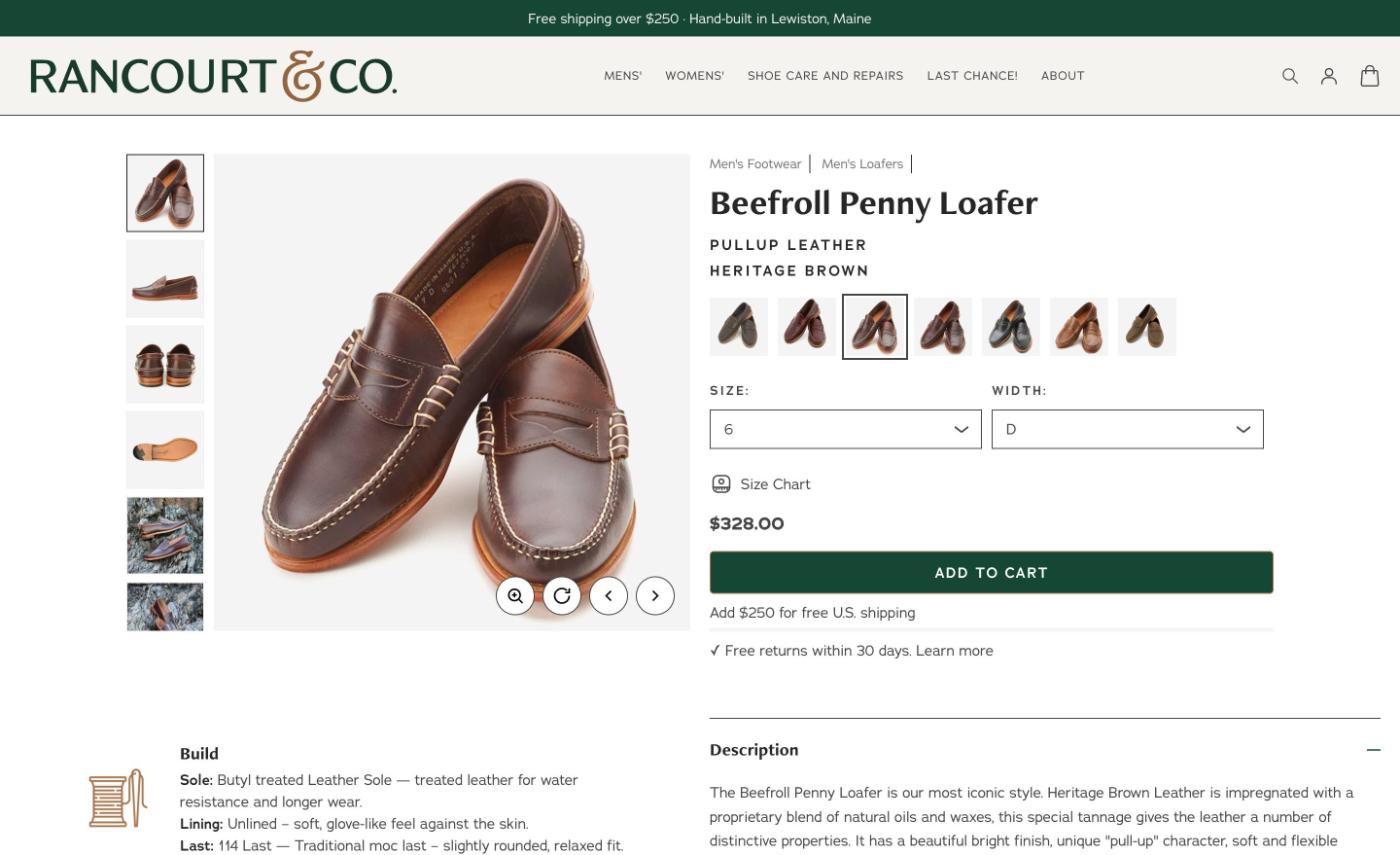 Free shipping over $250 · Hand-built in Lewiston, Maine
RANCOURT & CO.
MENS'
WOMENS'
SHOE CARE AND REPAIRS
LAST CHANCE!
ABOUT
Men's Footwear
Men's Loafers
Beefroll Penny Loafer
PULLUP LEATHER
HERITAGE BROWN
SIZE:
WIDTH:
6
D
Size Chart
$328.00
ADD TO CART
Add $250 for free U.S. shipping
✓ Free returns within 30 days. Learn more
Build
Sole: Butyl treated Leather Sole — treated leather for water
resistance and longer wear.
Lining: Unlined – soft, glove-like feel against the skin.
Last: 114 Last — Traditional moc last – slightly rounded, relaxed fit.
Description
The Beefroll Penny Loafer is our most iconic style. Heritage Brown Leather is impregnated with a
proprietary blend of natural oils and waxes, this special tannage gives the leather a number of
distinctive properties. It has a beautiful bright finish, unique "pull-up" character, soft and flexible